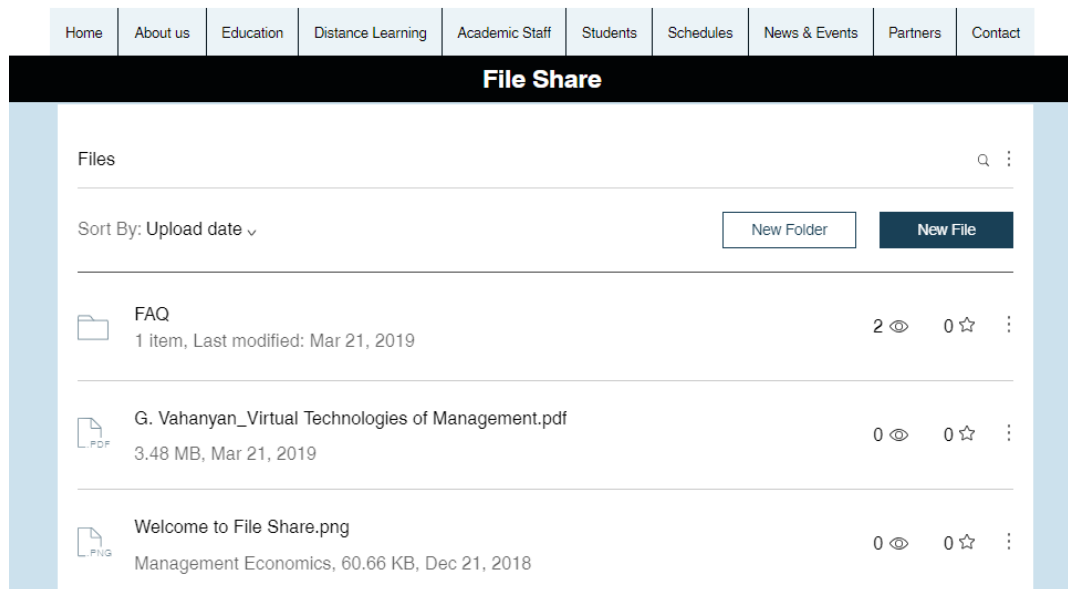 Home About us Education Distance Learning Academic Staff Students Schedules News & Events Partners Contact
File Share
Files
Sort By: Upload date
New Folder
New File
FAQ
1 item, Last modified: Mar 21, 2019
2
0
G. Vahanyan_Virtual Technologies of Management.pdf
PDF
3.48 MB, Mar 21, 2019
0
0
Welcome to File Share.png
PNG
Management Economics, 60.66 KB, Dec 21, 2018
0
0